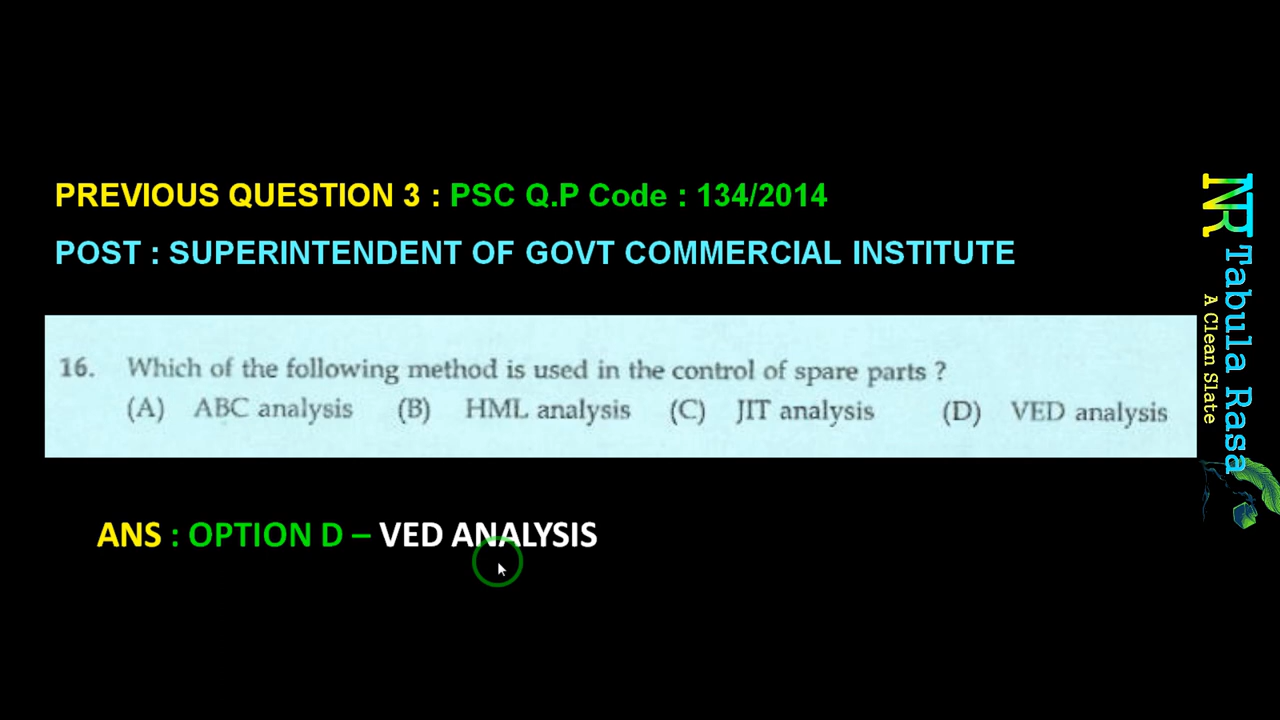 PREVIOUS QUESTION 3 : PSC Q.P Code : 134/2014
POST : SUPERINTENDENT OF GOVT COMMERCIAL INSTITUTE
16. Which of the following method is used in the control of spare parts ?
(A) ABC analysis (B) HML analysis (C) JIT analysis (D) VED analysis
ANS : OPTION D – VED ANALYSIS
NTR
Tabula Rasa
A Clean Slate